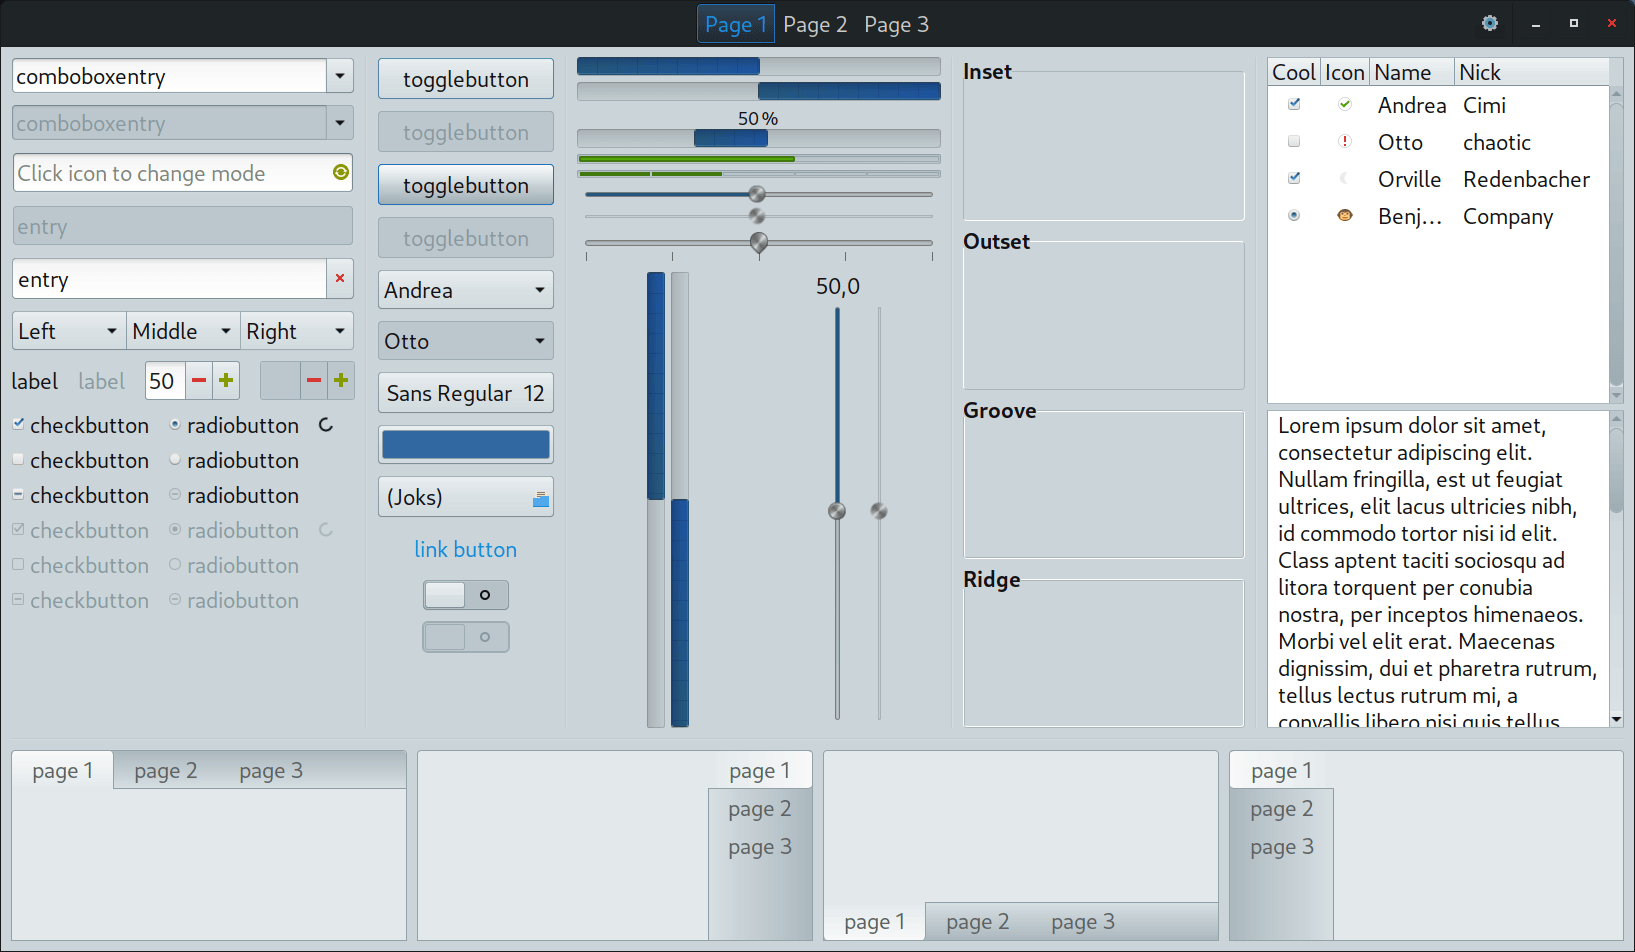 Page 1 Page 2 Page 3
comboboxentry
comboboxentry
Click icon to change mode
entry
entry
Left Middle Right
label label 50
checkbutton radiobutton
checkbutton radiobutton
checkbutton radiobutton
checkbutton radiobutton
checkbutton radiobutton
checkbutton radiobutton
togglebutton
togglebutton
togglebutton
togglebutton
Andrea
Otto
Sans Regular 12
(Joks)
link button
50 %
50,0
Inset
Outset
Groove
Ridge
Cool Icon Name Nick
Andrea Cimi
Otto chaotic
Orville Redenbacher
Benj... Company
Lorem ipsum dolor sit amet,
consectetur adipiscing elit.
Nullam fringilla, est ut feugiat
ultrices, elit lacus ultricies nibh,
id commodo tortor nisi id elit.
Class aptent taciti sociosqu ad
litora torquent per conubia
nostra, per inceptos himenaeos.
Morbi vel elit erat. Maecenas
dignissim, dui et pharetra rutrum,
tellus lectus rutrum mi, a
convallis libero nisi quis tellus
page 1 page 2 page 3
page 1
page 2
page 3
page 1 page 2 page 3
page 1
page 2
page 3